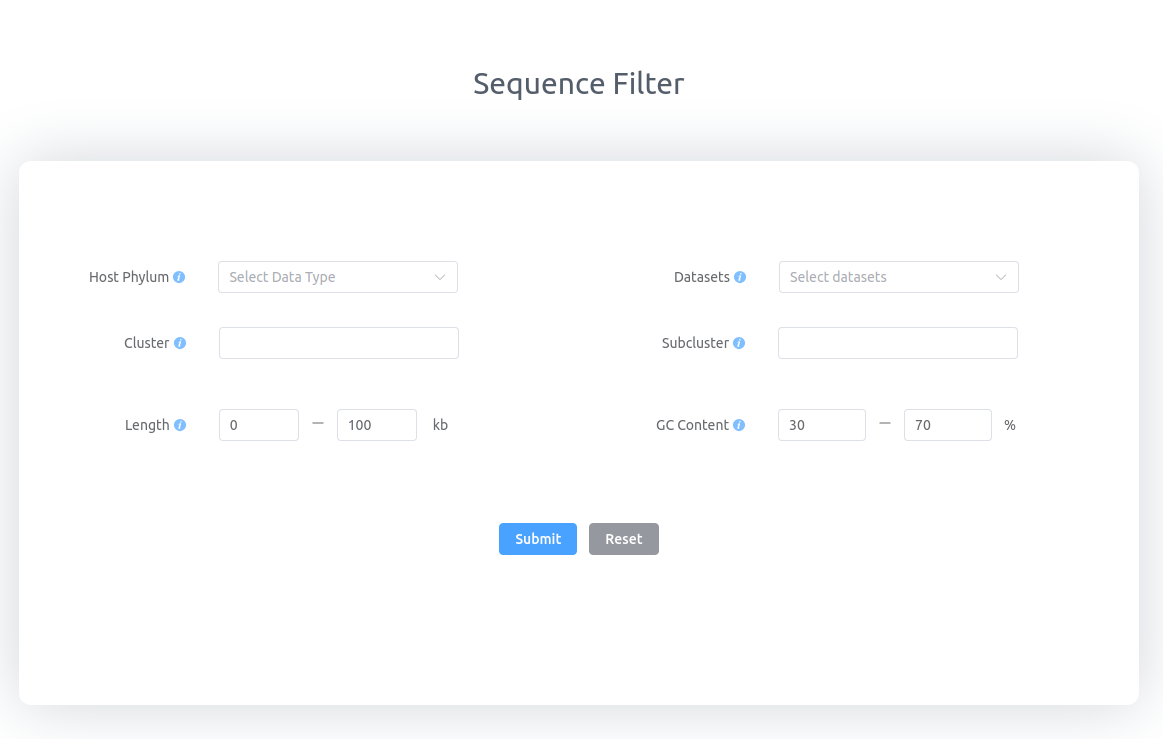 Sequence Filter
Host Phylum Select Data Type Datasets Select datasets
Cluster Subcluster
Length 0 — 100 kb GC Content 30 — 70 %
Submit Reset